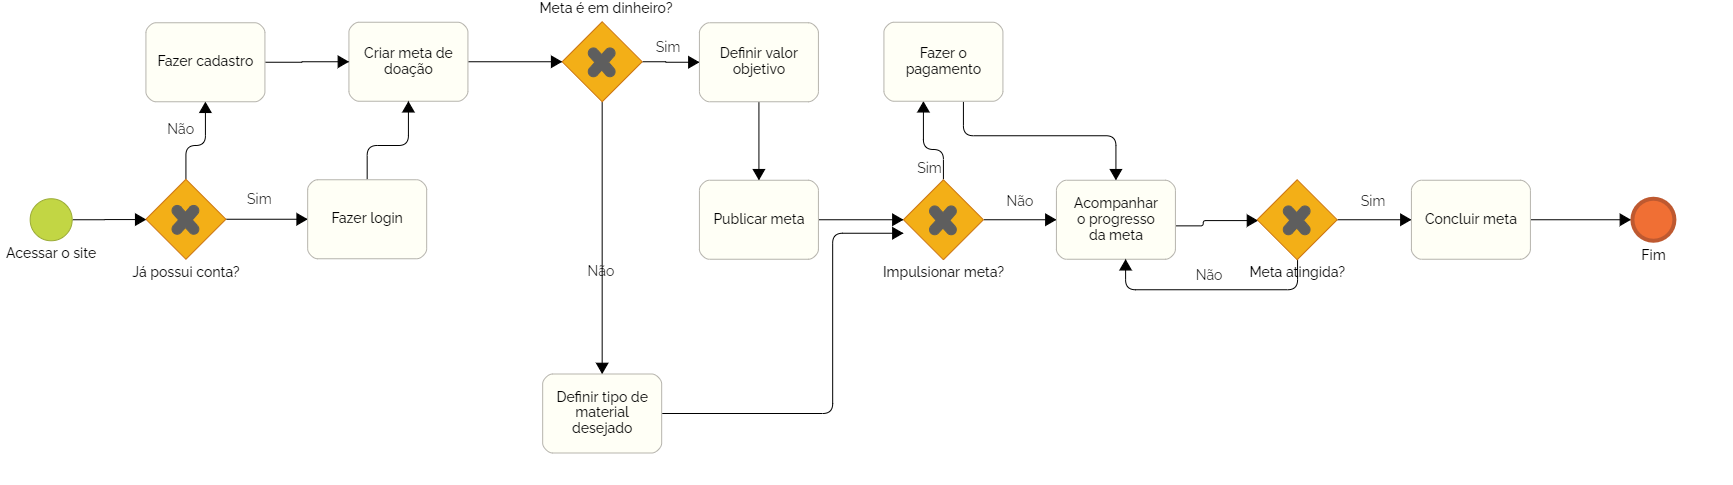 Meta é em dinheiro?
Fazer cadastro
Criar meta de
doação
Sim
Definir valor
objetivo
Fazer o
pagamento
Não
Sim
Acessar o site
Já possui conta?
Sim
Fazer login
Não
Publicar meta
Impulsionar meta?
Não
Acompanhar
o progresso
da meta
Não
Meta atingida?
Sim
Concluir meta
Fim
Definir tipo de
material
desejado